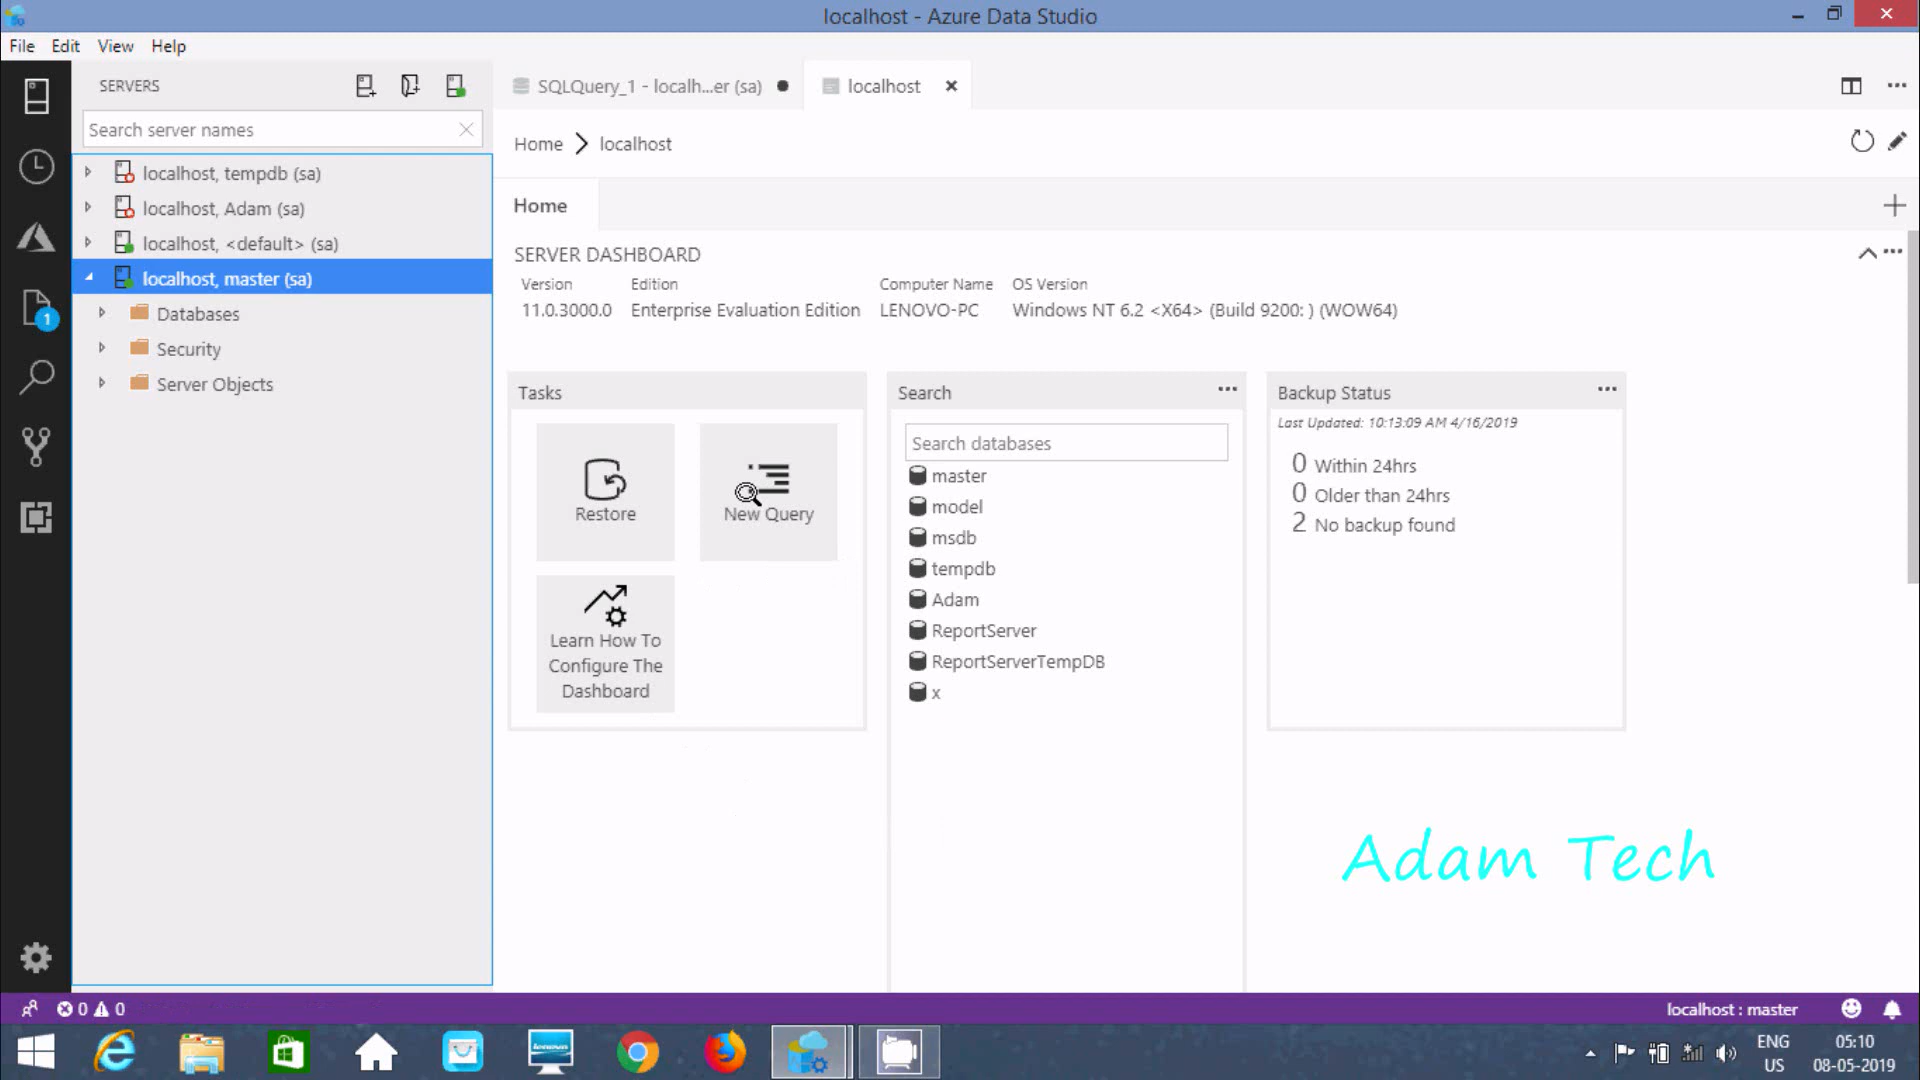 localhost - Azure Data Studio
File Edit View Help
SERVERS
Search server names
localhost, tempdb (sa)
localhost, Adam (sa)
localhost, <default> (sa)
localhost, master (sa)
Databases
Security
Server Objects
1
SQLQuery_1 - localh...er (sa)
localhost
Home localhost
Home
SERVER DASHBOARD
Version Edition Computer Name OS Version
11.0.3000.0 Enterprise Evaluation Edition LENOVO-PC Windows NT 6.2 <X64> (Build 9200: ) (WOW64)
Tasks
Restore
New Query
Learn How To
Configure The
Dashboard
Search
Search databases
master
model
msdb
tempdb
Adam
ReportServer
ReportServerTempDB
x
Backup Status
Last Updated: 10:13:09 AM 4/16/2019
0 Within 24hrs
0 Older than 24hrs
2 No backup found
Adam Tech
0 0
localhost : master
ENG
US
05:10
08-05-2019